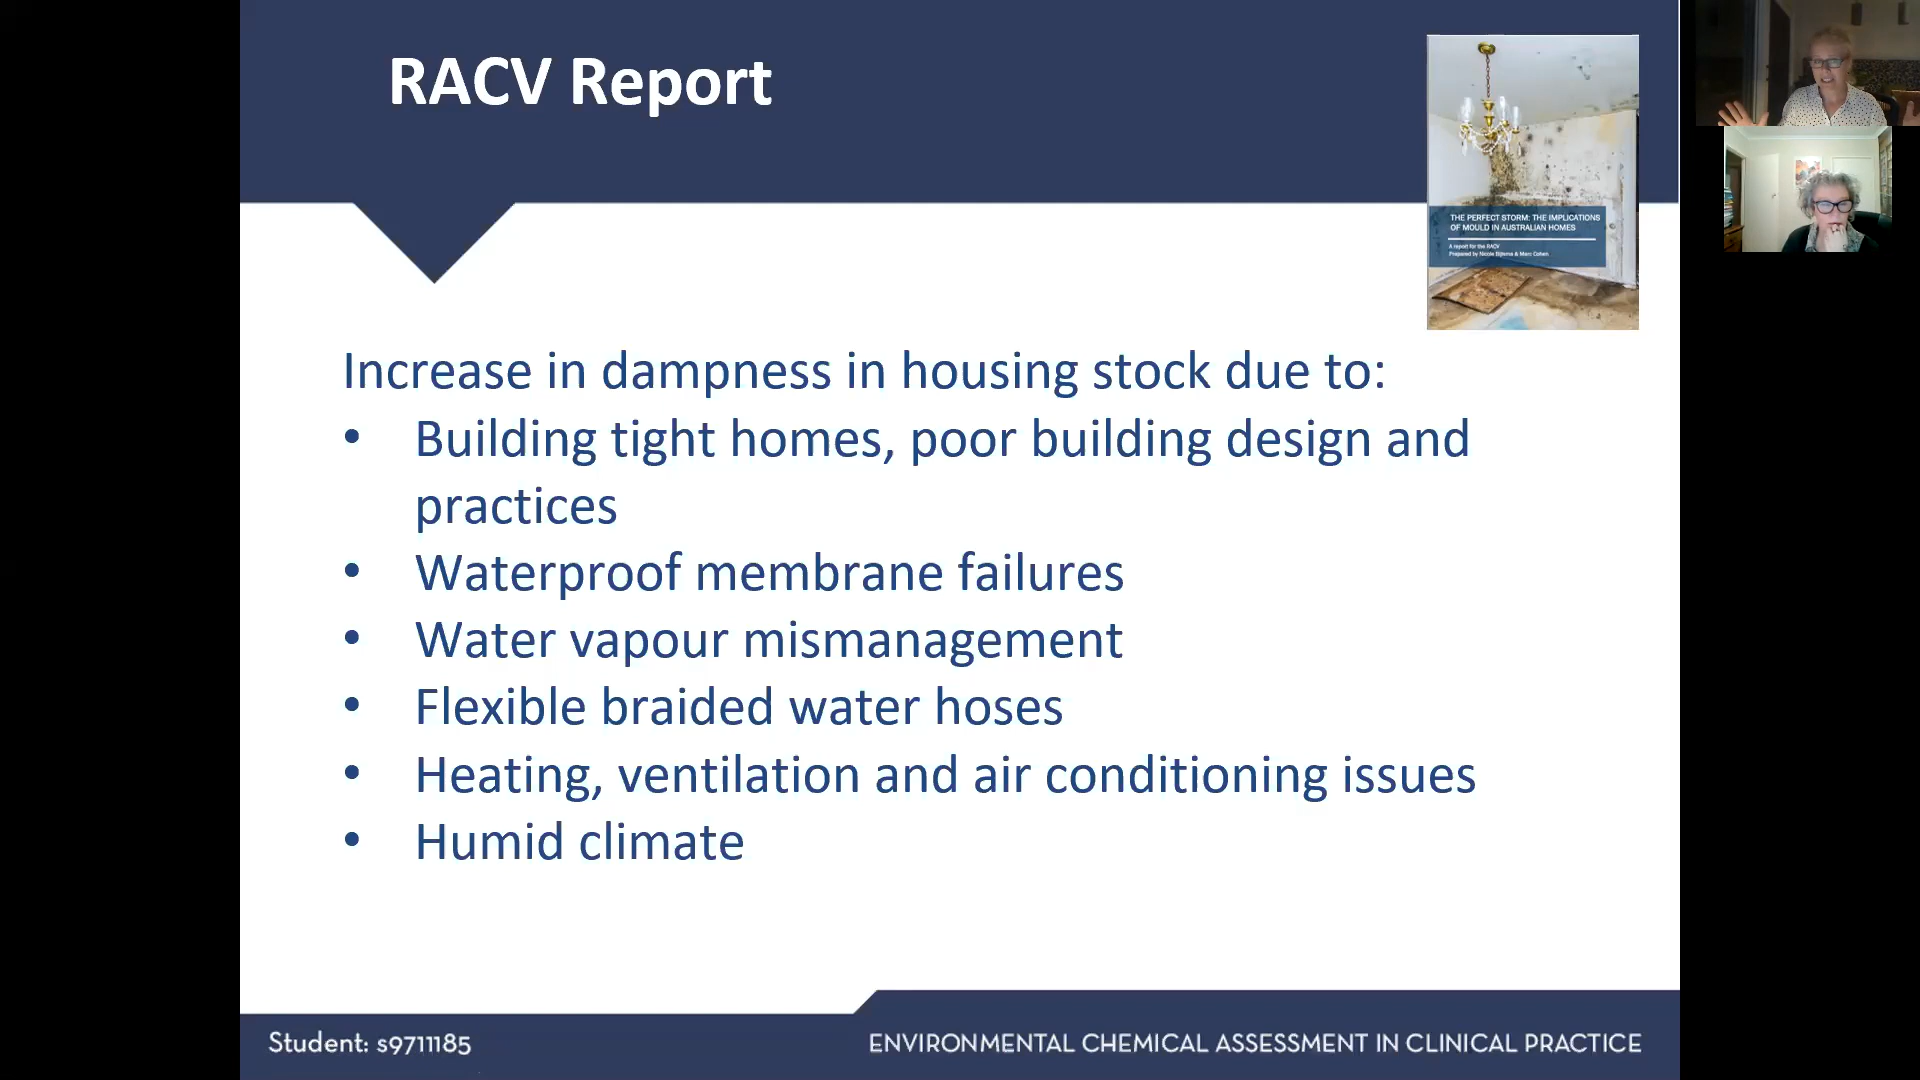 RACV Report
THE PERFECT STORM: THE IMPLICATIONS
OF MOULD IN AUSTRALIAN HOMES
A report for the RACV
Prepared by Nicole Bijlsma & Marc Cohen
Increase in dampness in housing stock due to:
• Building tight homes, poor building design and
practices
• Waterproof membrane failures
• Water vapour mismanagement
• Flexible braided water hoses
• Heating, ventilation and air conditioning issues
• Humid climate
Student: s9711185
ENVIRONMENTAL CHEMICAL ASSESSMENT IN CLINICAL PRACTICE